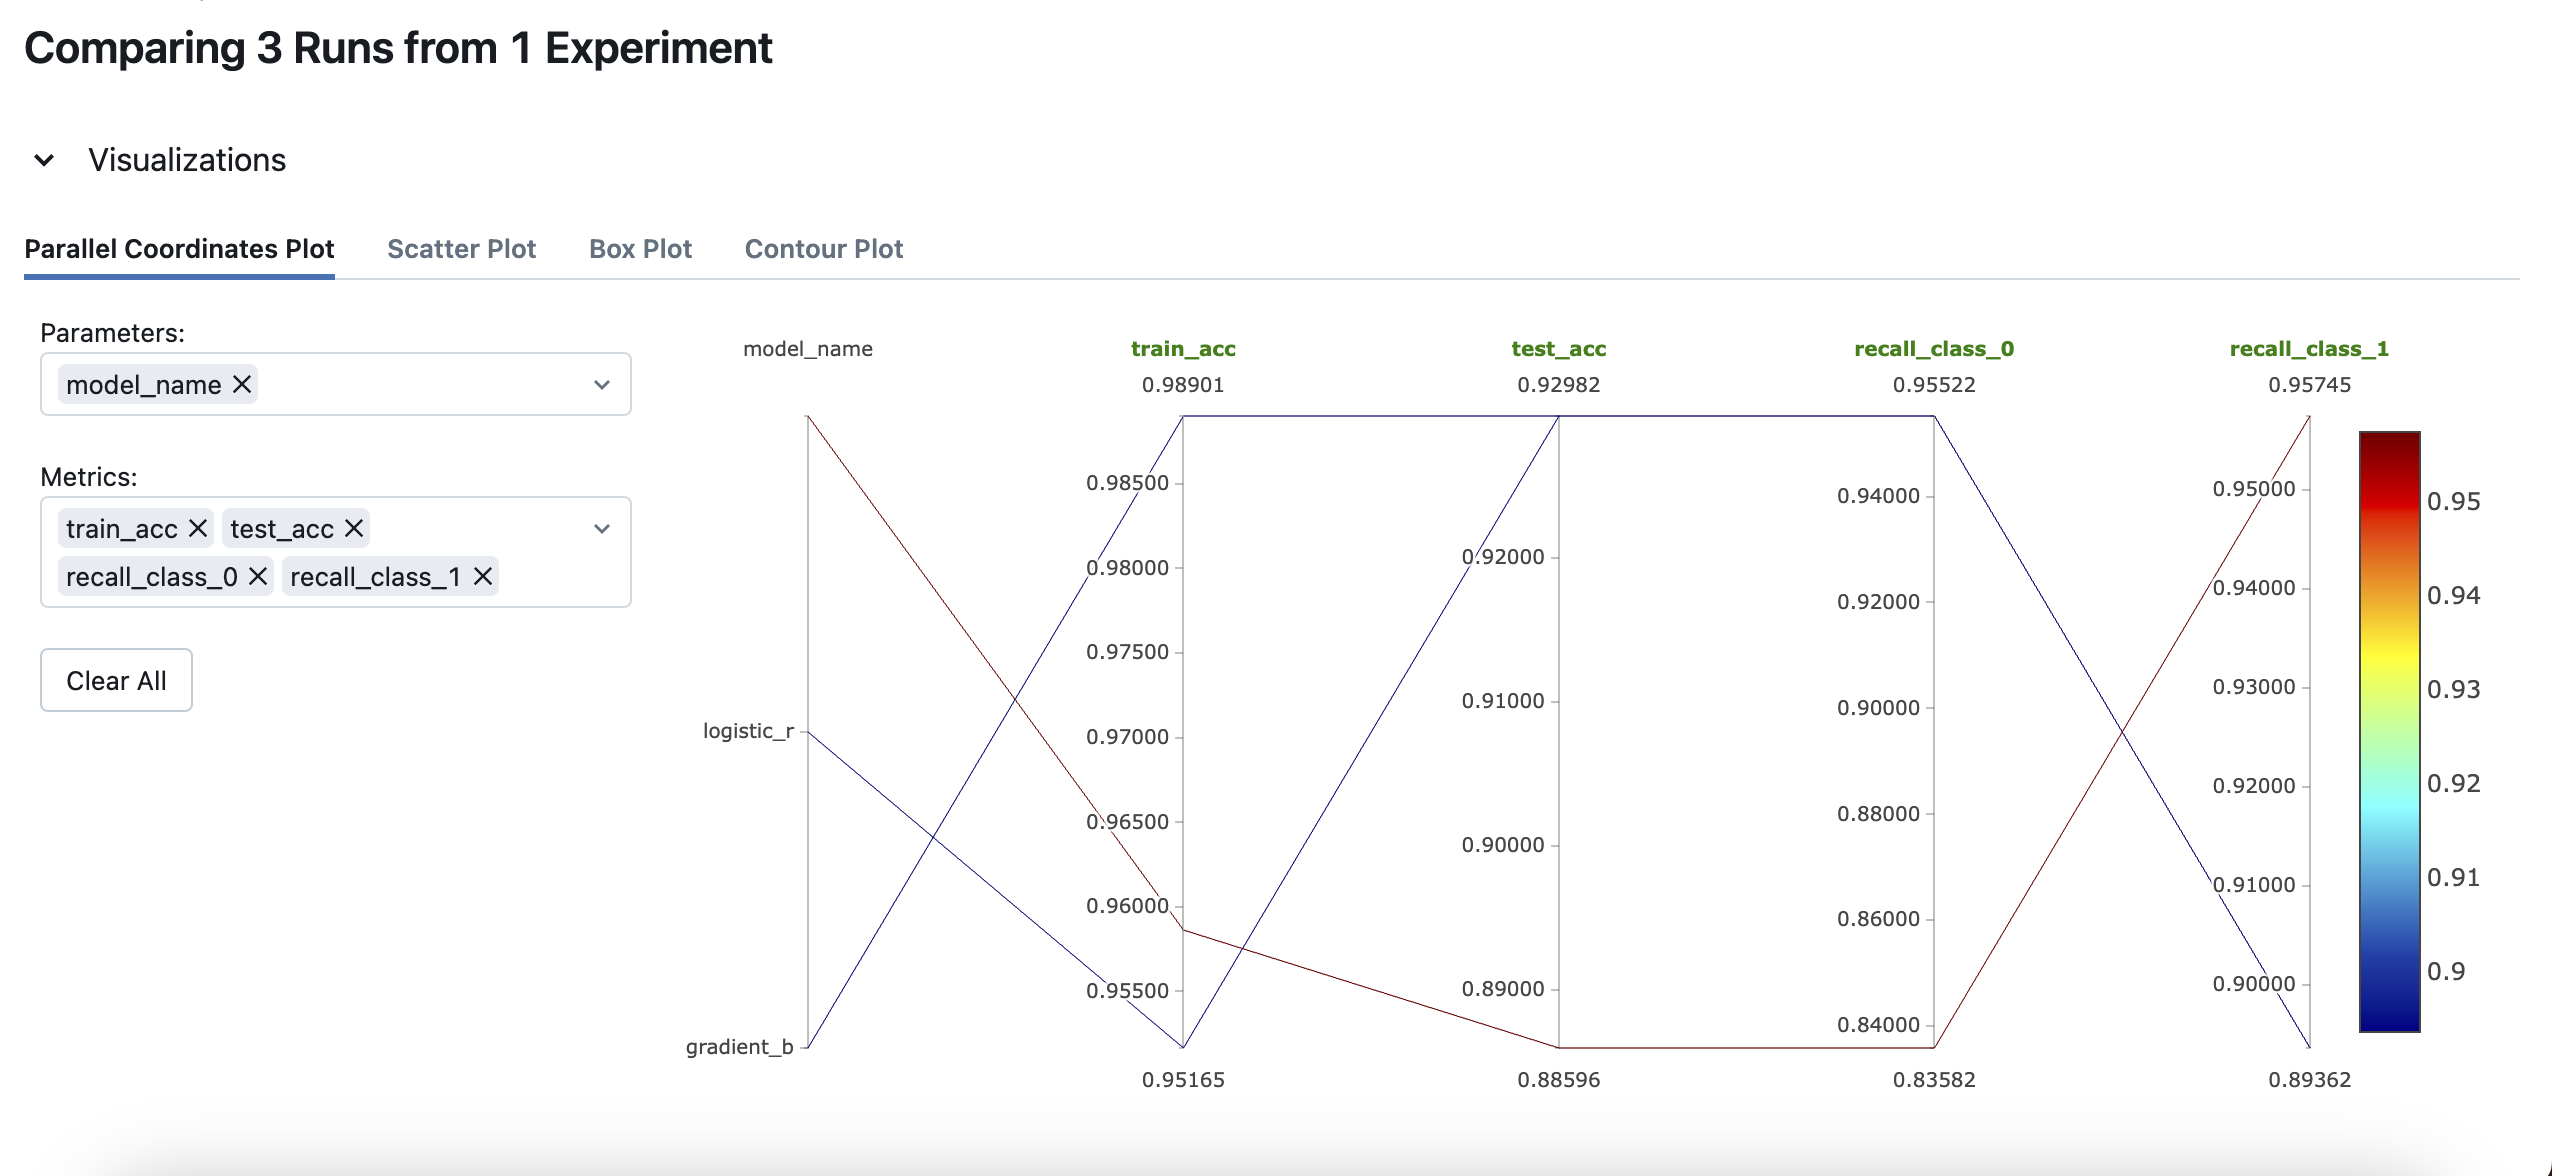 Comparing 3 Runs from 1 Experiment
Visualizations
Parallel Coordinates Plot
Scatter Plot
Box Plot
Contour Plot
Parameters:
model_name
Metrics:
train_acc
test_acc
recall_class_0
recall_class_1
Clear All
model_name
logistic_r
gradient_b
train_acc
0.98901
0.98500
0.98000
0.97500
0.97000
0.96500
0.96000
0.95500
0.95165
test_acc
0.92982
0.92000
0.91000
0.90000
0.89000
0.88596
recall_class_0
0.95522
0.94000
0.92000
0.90000
0.88000
0.86000
0.84000
0.83582
recall_class_1
0.95745
0.95000
0.94000
0.93000
0.92000
0.91000
0.90000
0.89362
0.95
0.94
0.93
0.92
0.91
0.9